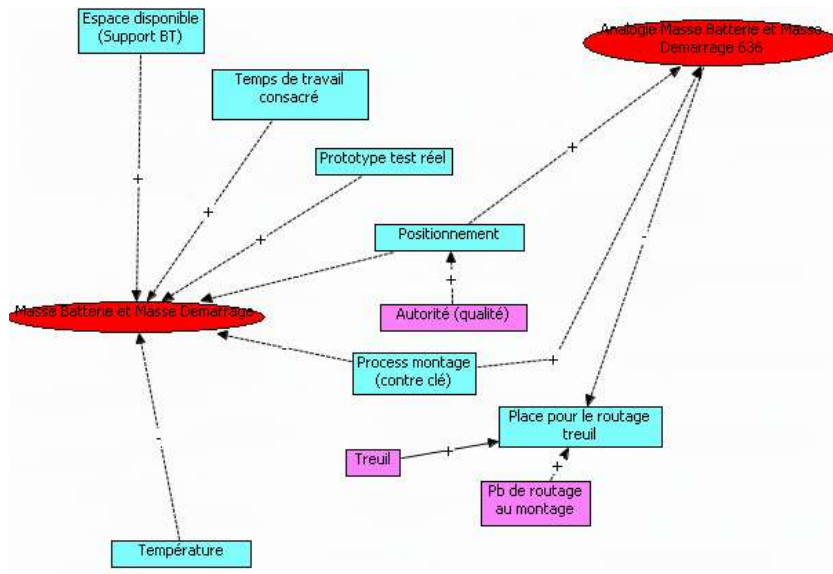 Espace disponible
(Support BT)
Analogie Masse Batterie et Masse
Demarrage 636
Temps de travail
consacré
+
Prototype test réel
+
+
+
Positionnement
-
+
Masse Batterie et Masse Demarrage
Autorité (qualité)
-
Process montage
(contre clé)
+
Place pour le routage
treuil
-
Treuil
+
+
Pb de routage
au montage
Température